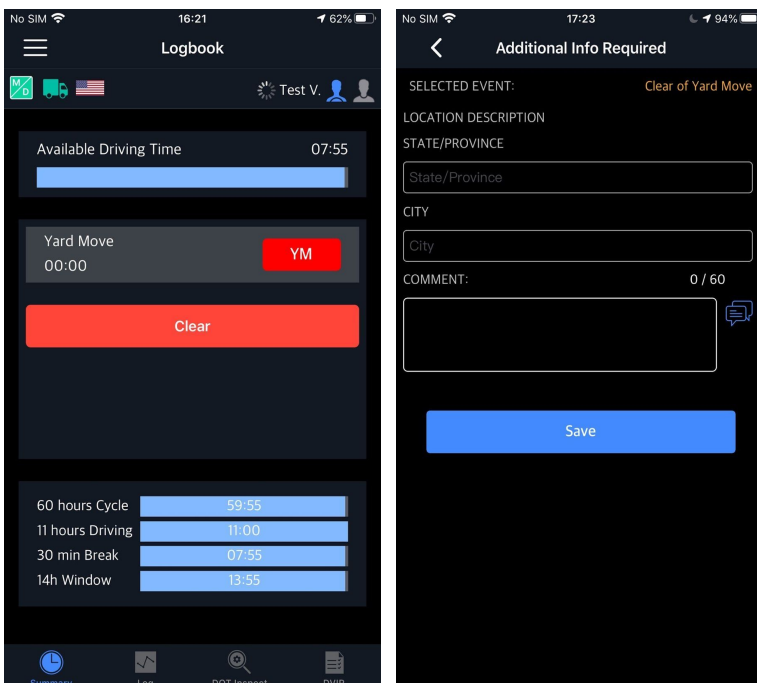 No SIM 16:21 62%
Logbook
M/D Test V.
Available Driving Time 07:55
Yard Move
00:00
YM
Clear
60 hours Cycle 59:55
11 hours Driving 11:00
30 min Break 07:55
14h Window 13:55
Summary Log DOT Inspect DVIR
No SIM 17:23 94%
Additional Info Required
SELECTED EVENT: Clear of Yard Move
LOCATION DESCRIPTION
STATE/PROVINCE
State/Province
CITY
City
COMMENT: 0 / 60
Save